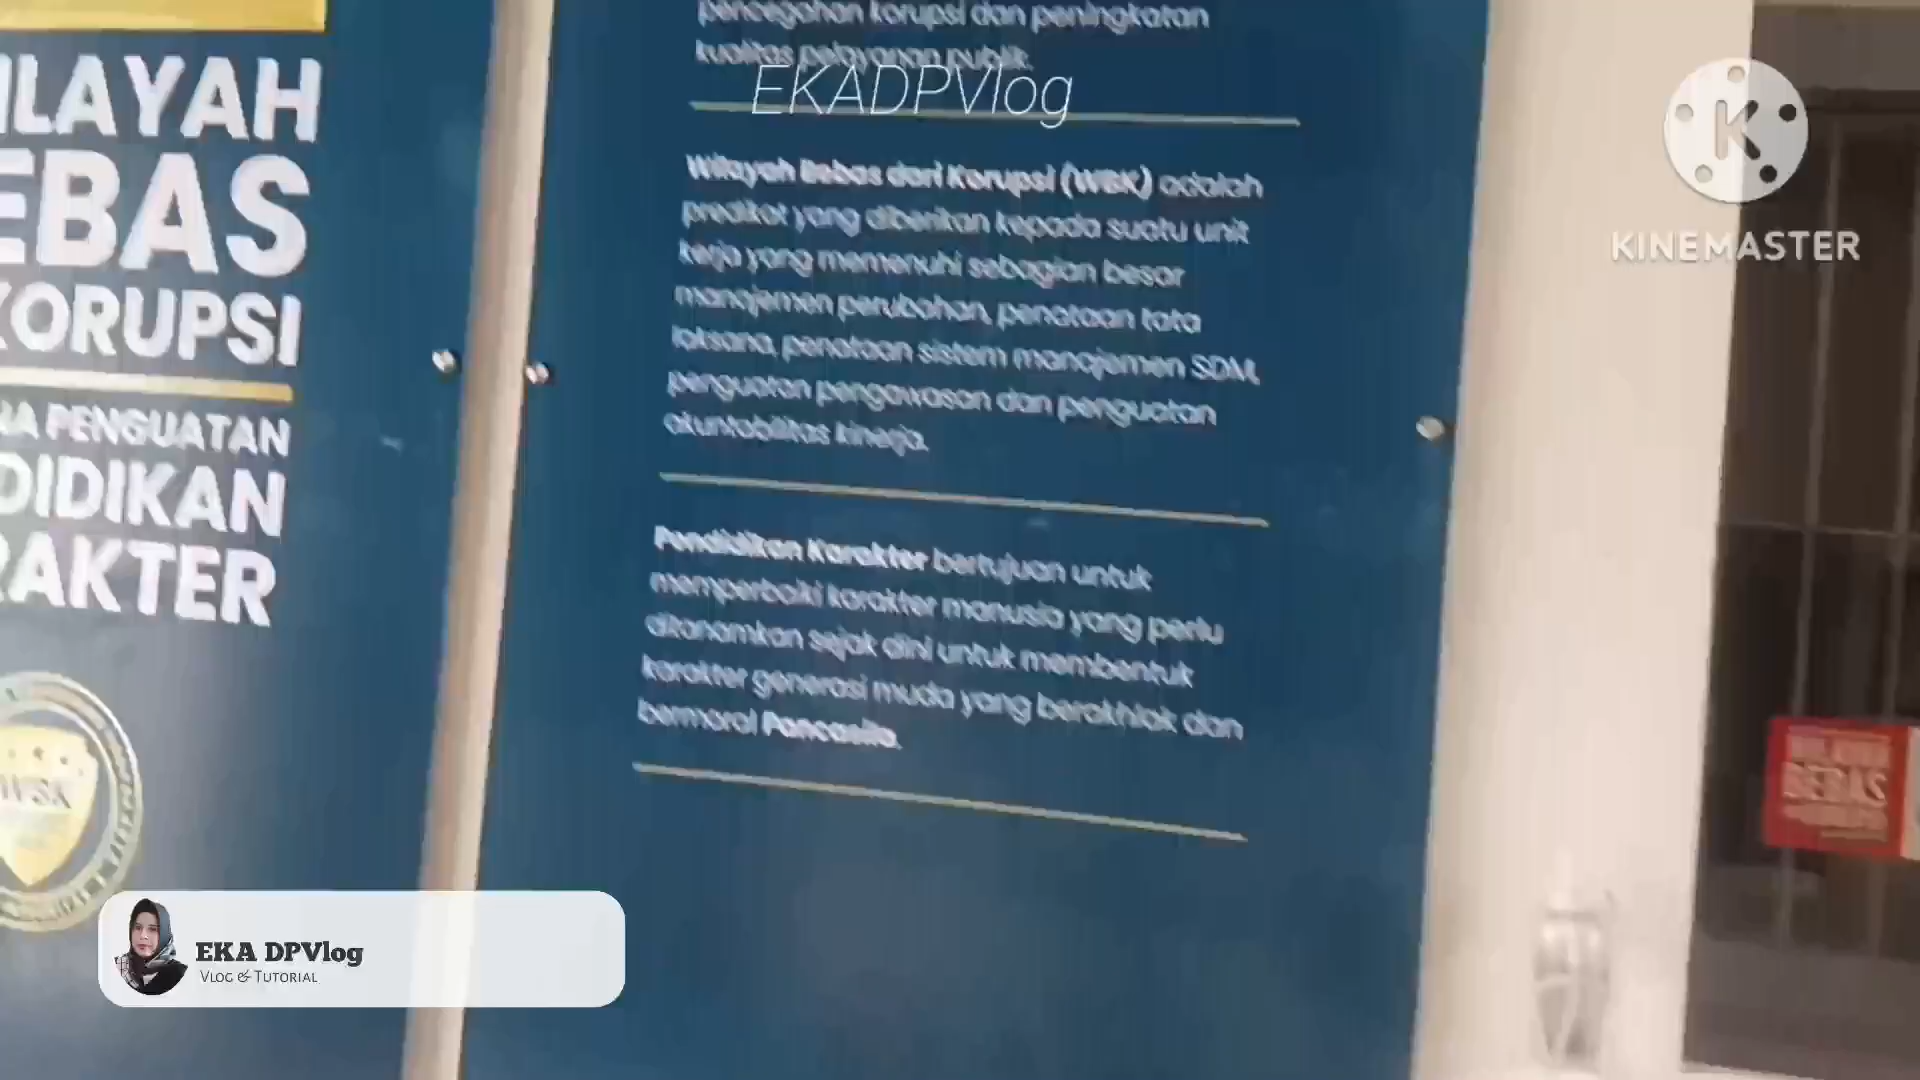 ILAYAH
EBAS
KORUPSI
NA PENGUATAN
DIDIKAN
RAKTER
WBK
pencegahan korupsi dan peningkatan
kualitas pelayanan publik.
EKADPVlog
Wilayah Bebas dari Korupsi (WBK) adalah
predikat yang diberikan kepada suatu unit
kerja yang memenuhi sebagian besar
manajemen perubahan, penataan tata
laksana, penataan sistem manajemen SDM,
penguatan pengawasan dan penguatan
akuntabilitas kinerja.
Pendidikan Karakter bertujuan untuk
memperbaiki karakter manusia yang perlu
ditanamkan sejak dini untuk membentuk
karakter generasi muda yang berakhlak dan
bermoral Pancasila.
K
KINEMASTER
BEBAS
EKA DPVlog
VLOG & TUTORIAL